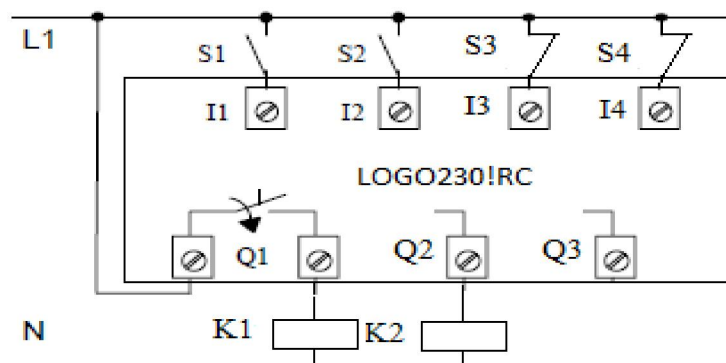 L1
S1 S2 S3 S4
I1 I2 I3 I4
LOGO230!RC
Q1 Q2 Q3
N K1 K2